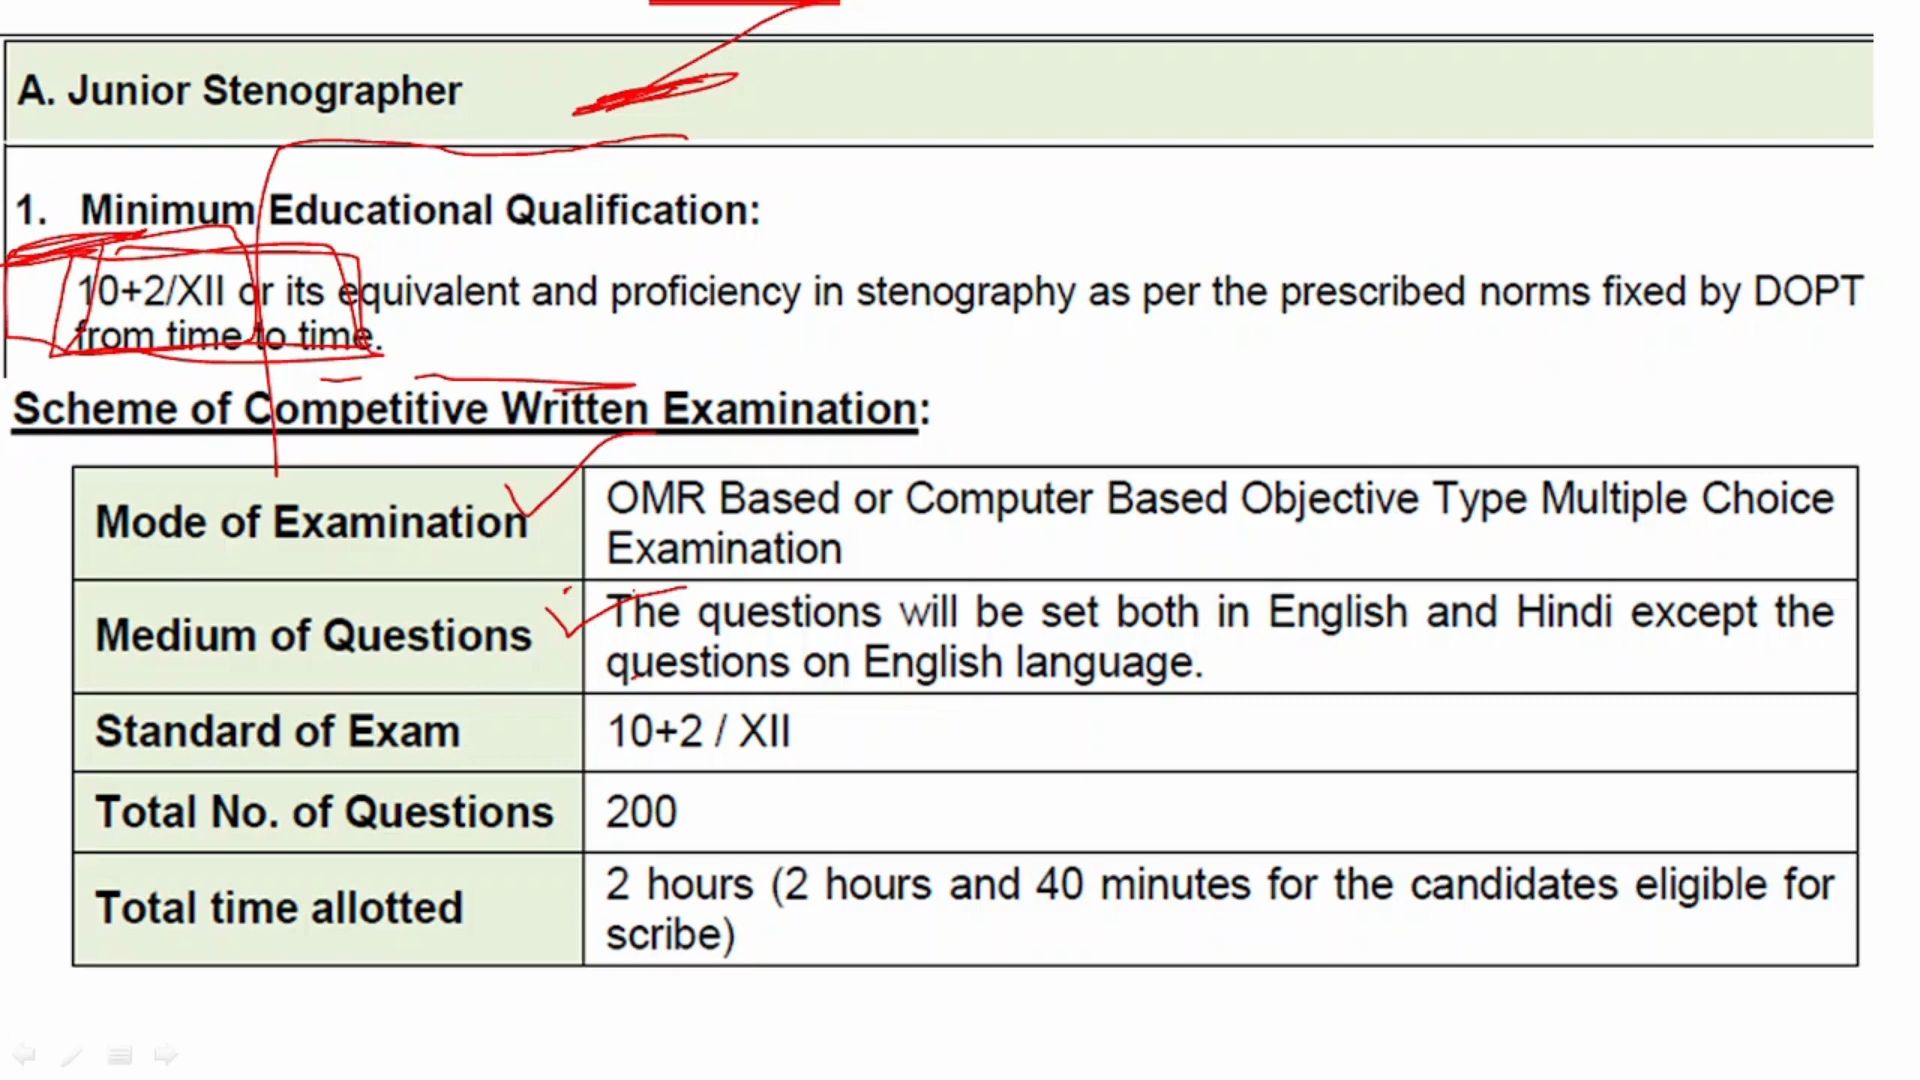 A. Junior Stenographer
1. Minimum Educational Qualification:
10+2/XII or its equivalent and proficiency in stenography as per the prescribed norms fixed by DOPT
from time to time.
Scheme of Competitive Written Examination:
Mode of Examination
OMR Based or Computer Based Objective Type Multiple Choice
Examination
Medium of Questions
The questions will be set both in English and Hindi except the
questions on English language.
Standard of Exam
10+2 / XII
Total No. of Questions
200
Total time allotted
2 hours (2 hours and 40 minutes for the candidates eligible for
scribe)